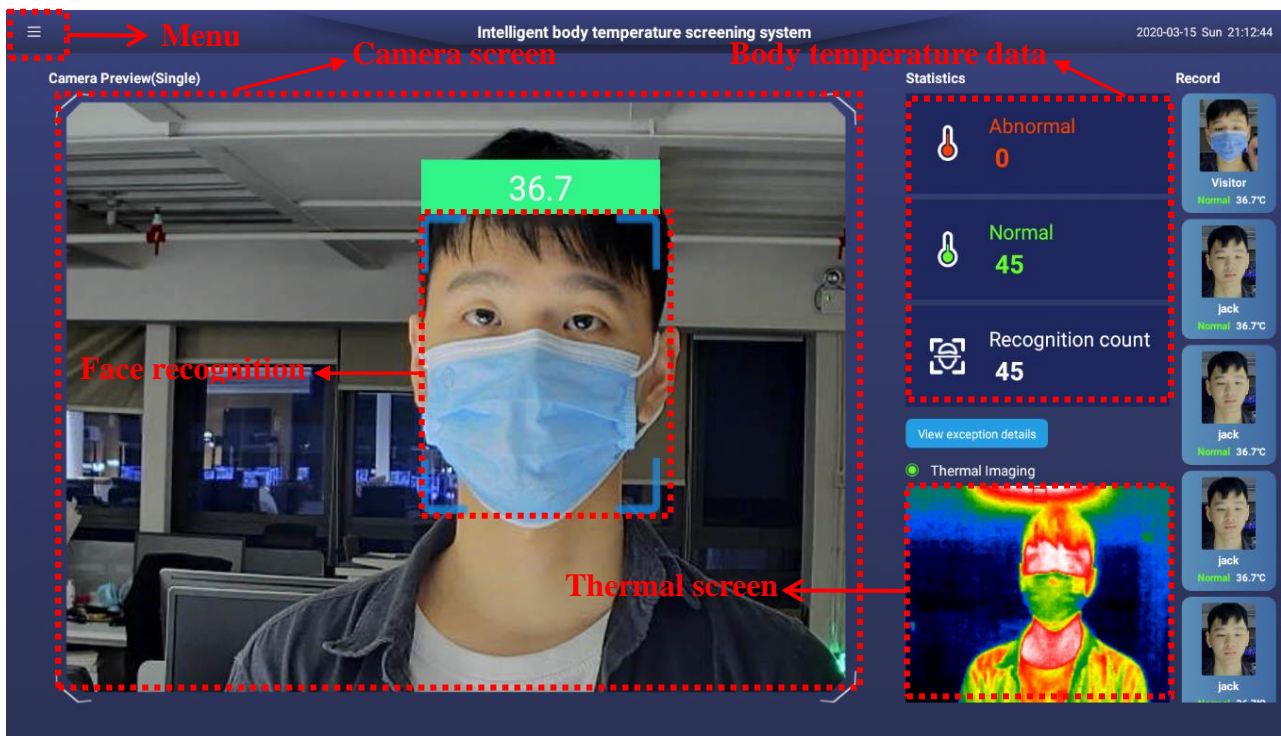 Menu
Intelligent body temperature screening system
2020-03-15 Sun 21:12:44
Camera screen
Body temperature data
Camera Preview(Single)
Statistics
Record
36.7
Abnormal
0
Normal
45
Recognition count
45
Face recognition
View exception details
Thermal Imaging
Thermal screen
Visitor
Normal 36.7℃
jack
Normal 36.7℃
jack
Normal 36.7℃
jack
Normal 36.7℃
jack
Normal 36.7℃